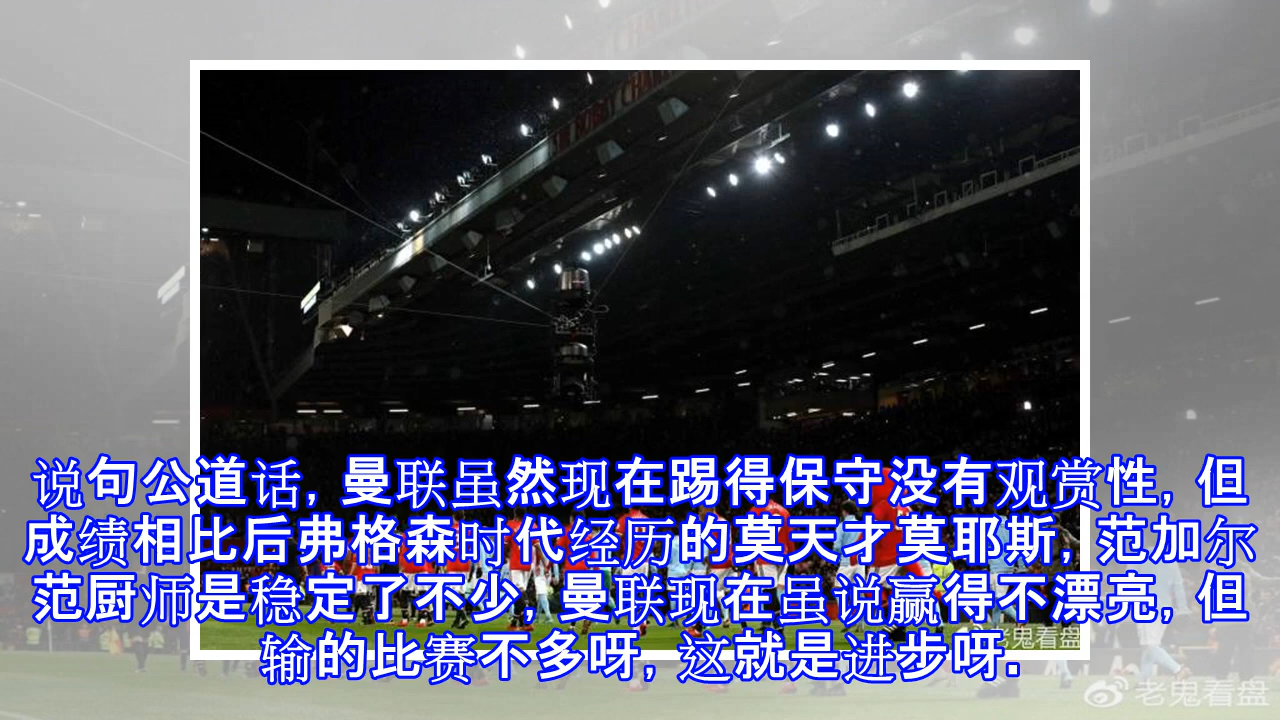 说句公道话, 曼联虽然现在踢得保守没有观赏性, 但
成绩相比后弗格森时代经历的莫天才莫耶斯, 范加尔
范厨师是稳定了不少, 曼联现在虽说赢得不漂亮, 但
输的比赛不多呀, 这就是进步呀.
老鬼看盘
老鬼看盘